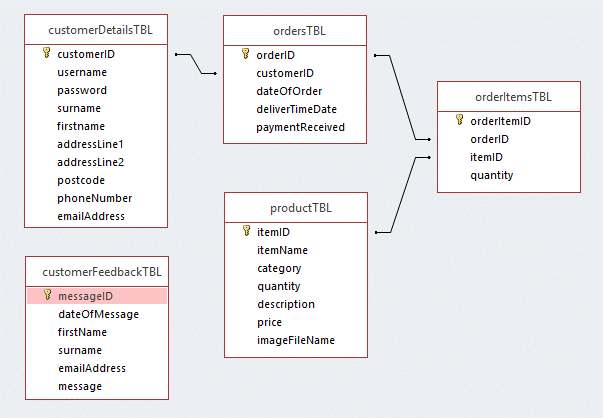 customerDetailsTBL
customerID
username
password
surname
firstname
addressLine1
addressLine2
postcode
phoneNumber
emailAddress
ordersTBL
orderID
customerID
dateOfOrder
deliverTimeDate
paymentReceived
orderItemsTBL
orderItemID
orderID
itemID
quantity
productTBL
itemID
itemName
category
quantity
description
price
imageFileName
customerFeedbackTBL
messageID
dateOfMessage
firstName
surname
emailAddress
message